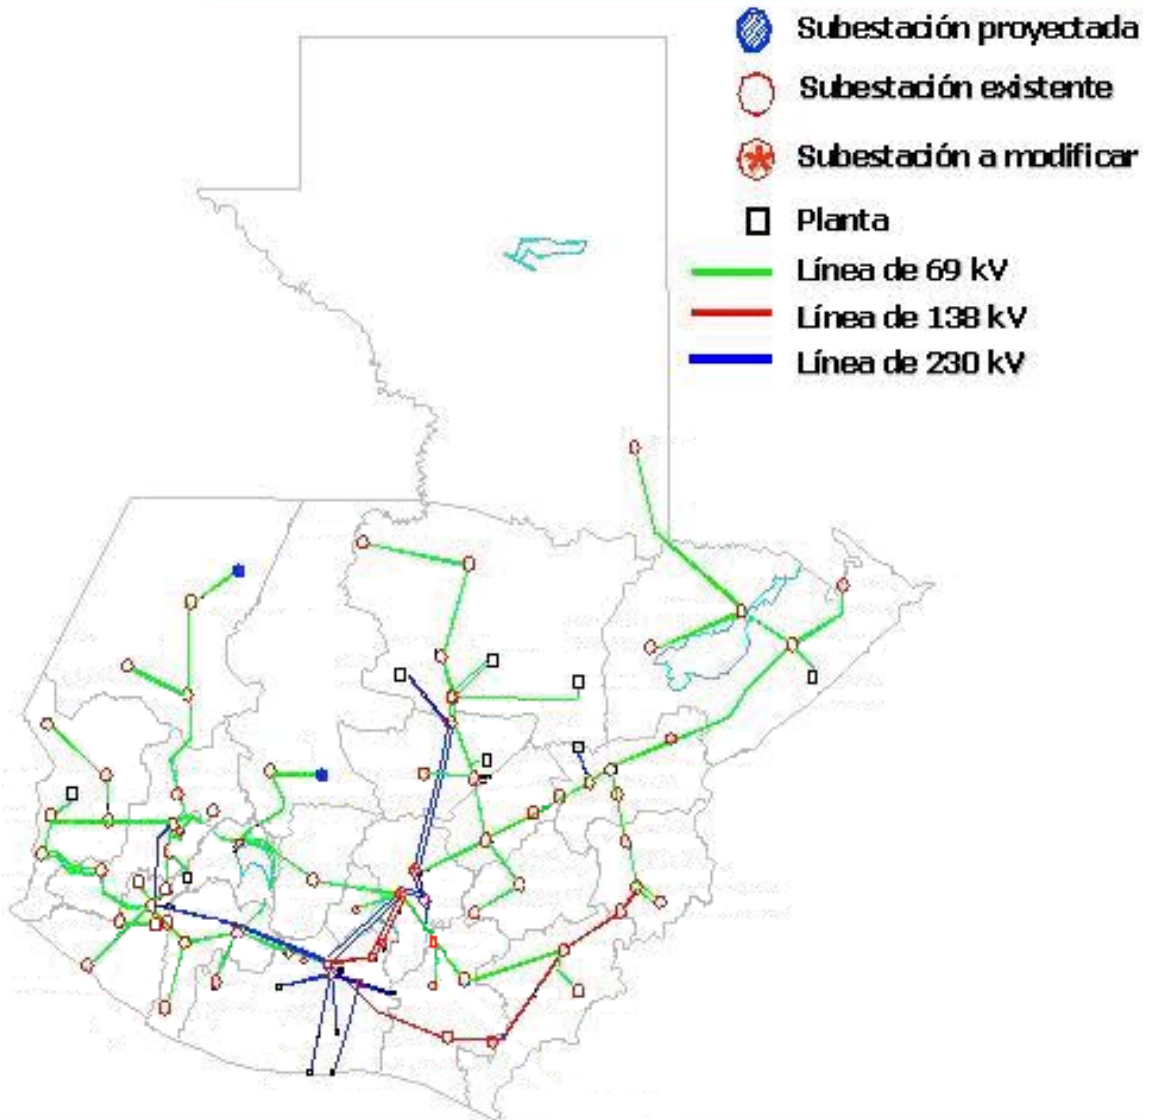 Subestación proyectada
Subestación existente
Subestación a modificar
Planta
Línea de 69 kV
Línea de 138 kV
Línea de 230 kV